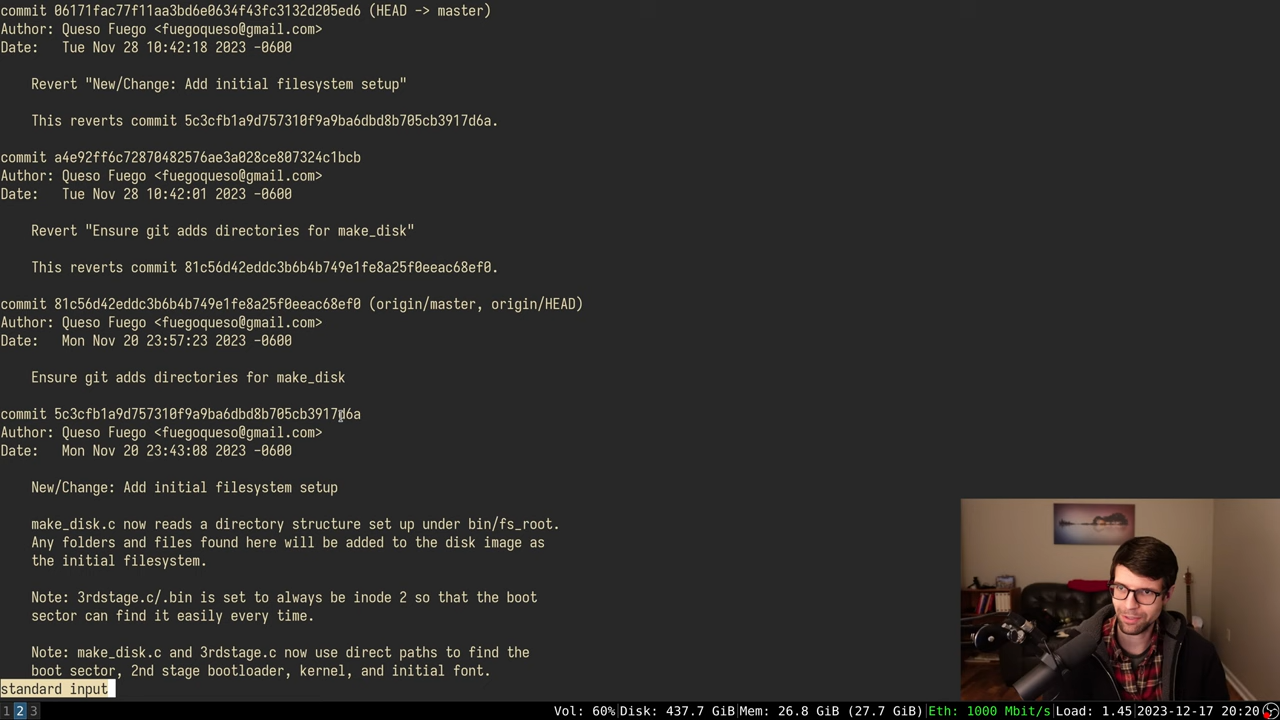 commit 06171fac77f11aa3bd6e0634f43fc3132d205ed6 (HEAD -> master)
Author: Queso Fuego <fuegoqueso@gmail.com>
Date:   Tue Nov 28 10:42:18 2023 -0600
Revert "New/Change: Add initial filesystem setup"
This reverts commit 5c3cfb1a9d757310f9a9ba6dbd8b705cb3917d6a.
commit a4e92ff6c72870482576ae3a028ce807324c1bcb
Author: Queso Fuego <fuegoqueso@gmail.com>
Date:   Tue Nov 28 10:42:01 2023 -0600
Revert "Ensure git adds directories for make_disk"
This reverts commit 81c56d42eddc3b6b4b749e1fe8a25f0eeac68ef0.
commit 81c56d42eddc3b6b4b749e1fe8a25f0eeac68ef0 (origin/master, origin/HEAD)
Author: Queso Fuego <fuegoqueso@gmail.com>
Date:   Mon Nov 20 23:57:23 2023 -0600
Ensure git adds directories for make_disk
commit 5c3cfb1a9d757310f9a9ba6dbd8b705cb3917d6a
Author: Queso Fuego <fuegoqueso@gmail.com>
Date:   Mon Nov 20 23:43:08 2023 -0600
New/Change: Add initial filesystem setup
make_disk.c now reads a directory structure set up under bin/fs_root.
Any folders and files found here will be added to the disk image as
the initial filesystem.
Note: 3rdstage.c/.bin is set to always be inode 2 so that the boot
sector can find it easily every time.
Note: make_disk.c and 3rdstage.c now use direct paths to find the
boot sector, 2nd stage bootloader, kernel, and initial font.
standard input
1 2 3 Vol: 60%|Disk: 437.7 GiB|Mem: 26.8 GiB (27.7 GiB)|Eth: 1000 Mbit/s|Load: 1.45|2023-12-17 20:20